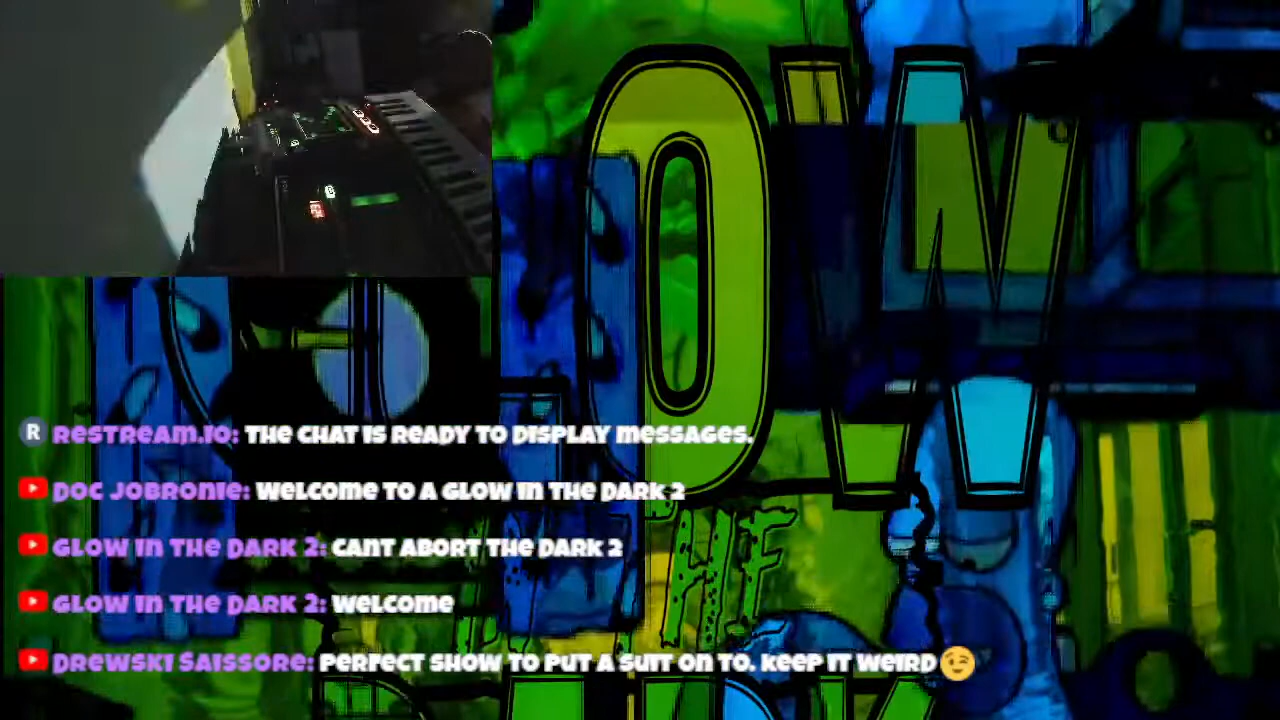 OW
R Restream.io: The chat is ready to display messages.
Doc Jobronie: Welcome to a Glow in the Dark 2
Glow in the Dark 2: Cant abort the dark 2
Glow in the Dark 2: Welcome
Drewski Saissore: Perfect show to put a suit on to. Keep it weird 😉